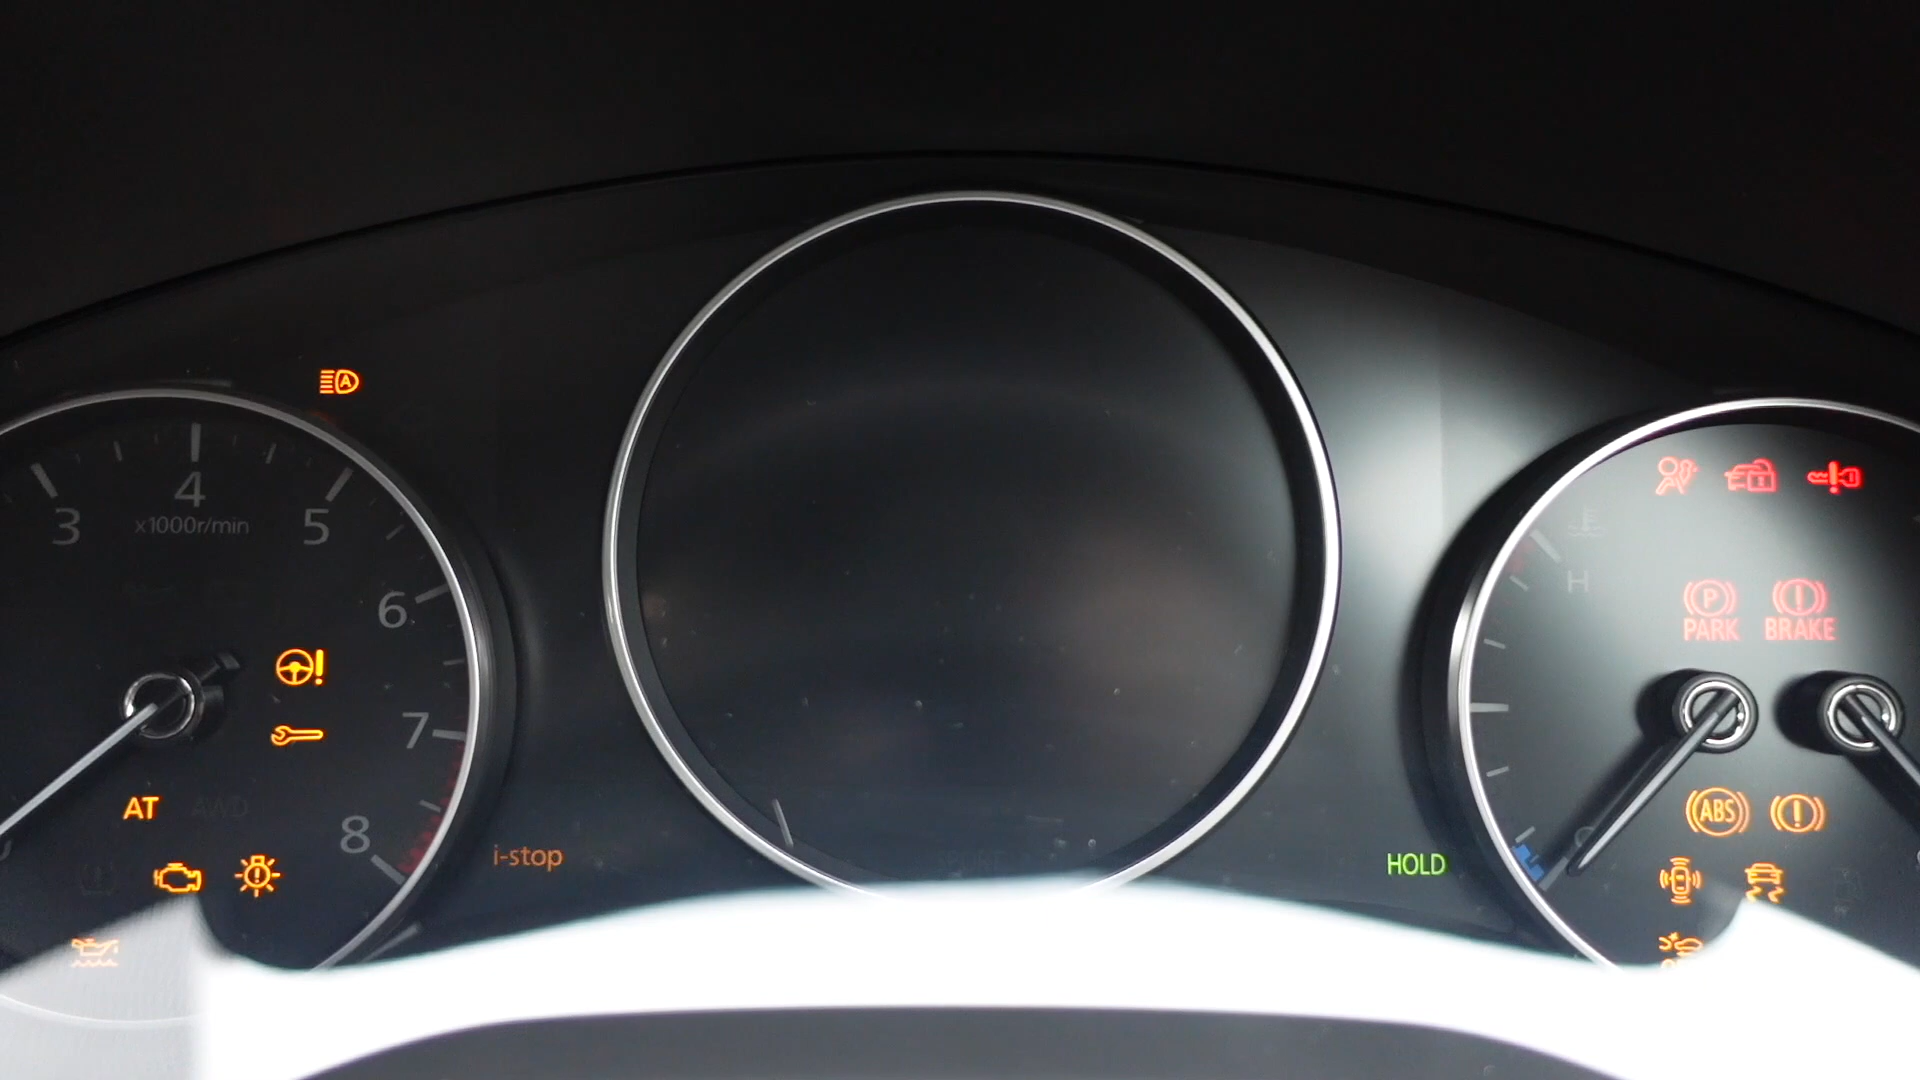 A
3
4
5
x1000r/min
6
7
8
AT
AWD
i-stop
HOLD
H
P
PARK
BRAKE
ABS